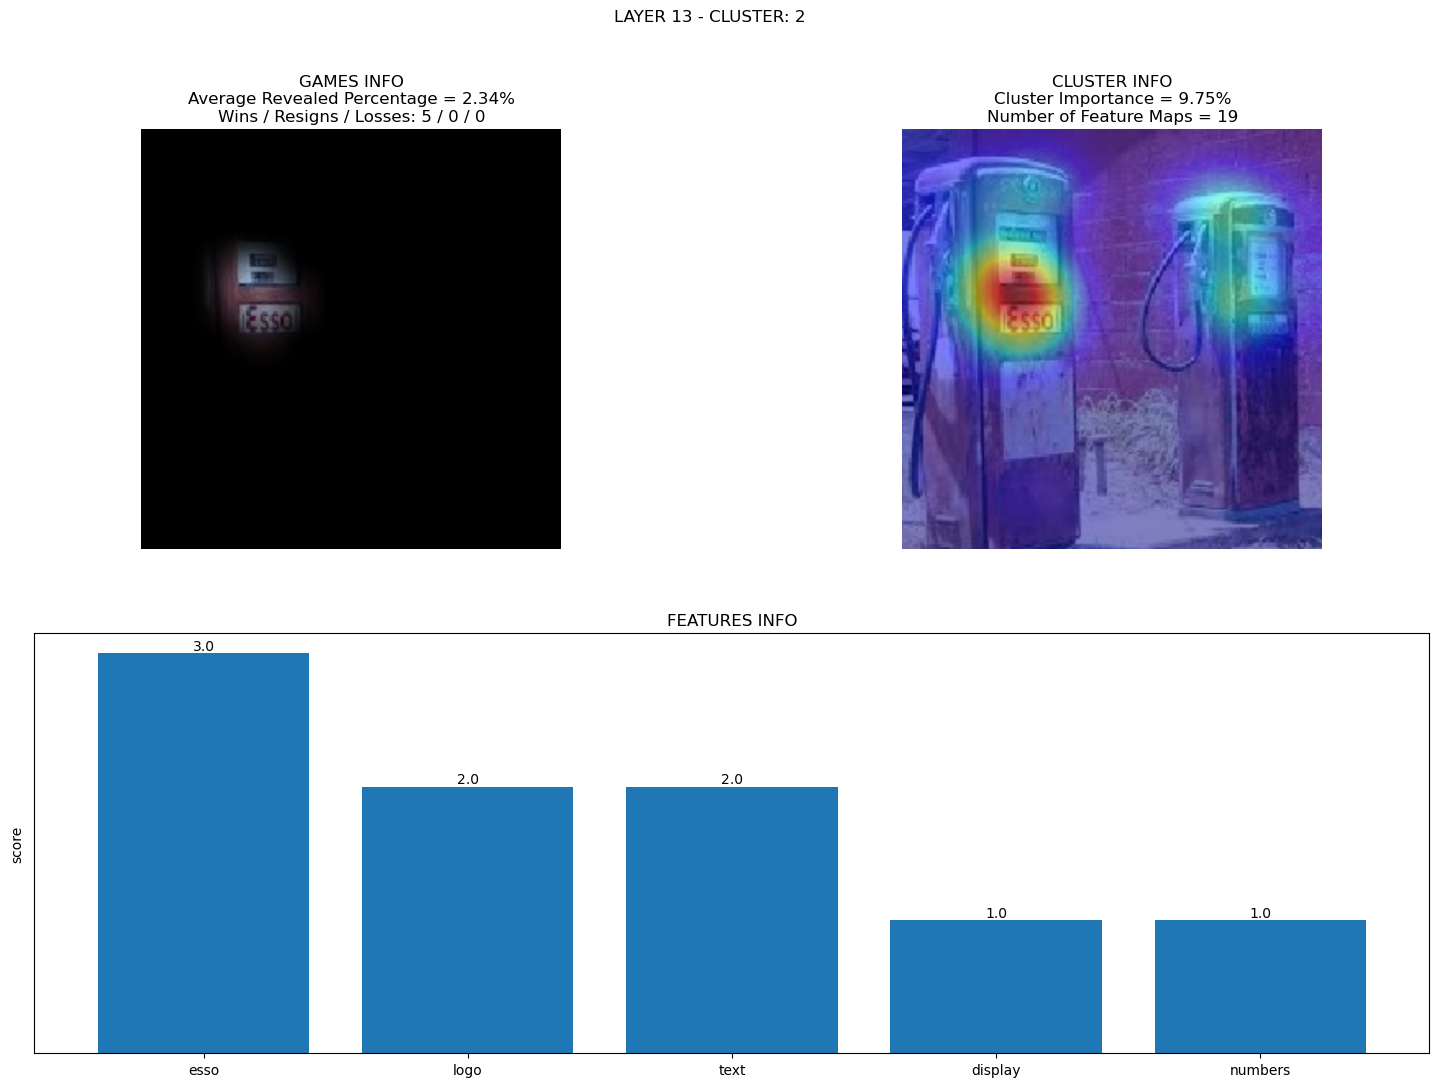 LAYER 13 - CLUSTER: 2
GAMES INFO
Average Revealed Percentage = 2.34%
Wins / Resigns / Losses: 5 / 0 / 0
ESSO
CLUSTER INFO
Cluster Importance = 9.75%
Number of Feature Maps = 19
ESSO
FEATURES INFO
score
3.0
2.0
2.0
1.0
1.0
esso
logo
text
display
numbers